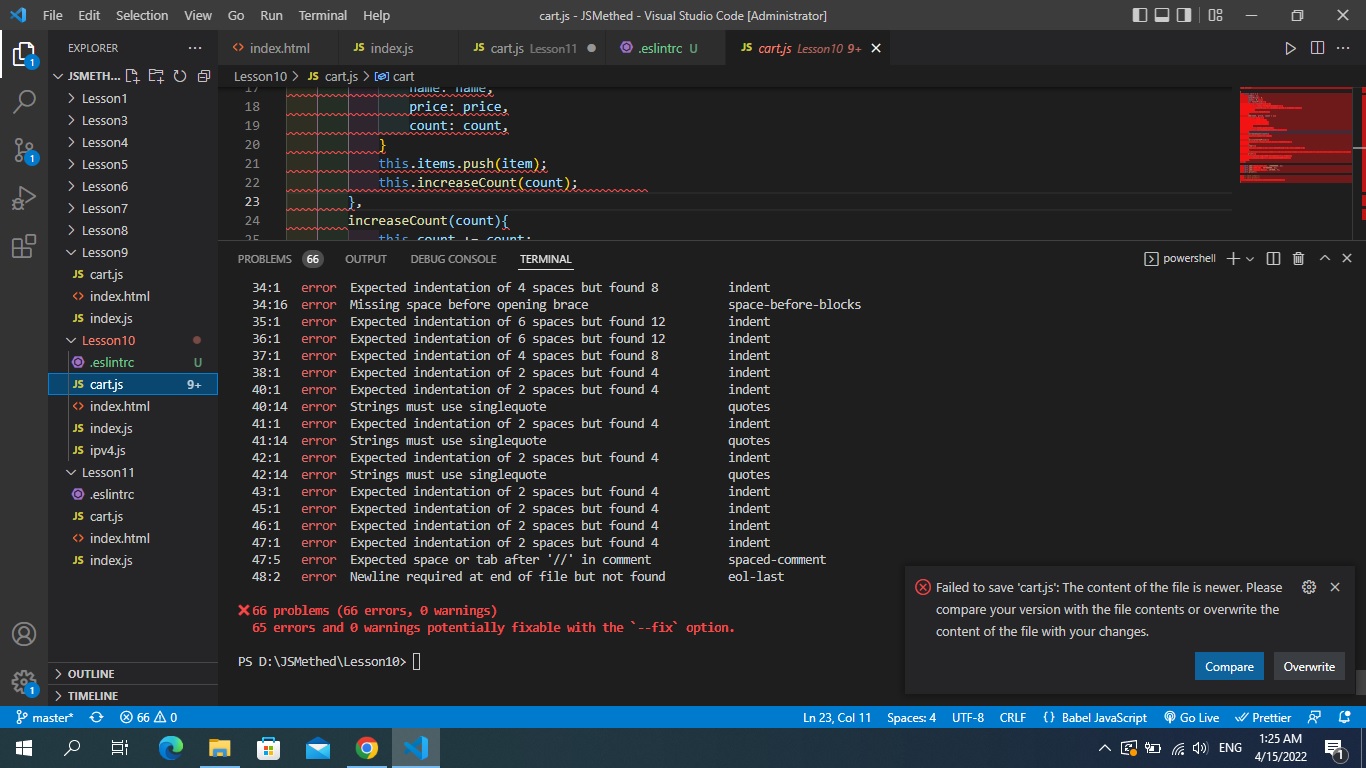 File Edit Selection View Go Run Terminal Help cart.js - JSMethed - Visual Studio Code [Administrator]
EXPLORER ...
index.html
JS index.js
JS cart.js Lesson11
.eslintrc U
JS cart.js Lesson10 9+
JSMETH...
Lesson10 > JS cart.js > cart
Lesson1
Lesson3
Lesson4
Lesson5
Lesson6
Lesson7
Lesson8
Lesson9
JS cart.js
index.html
JS index.js
Lesson10
.eslintrc U
JS cart.js 9+
index.html
JS index.js
JS ipv4.js
Lesson11
.eslintrc
JS cart.js
index.html
JS index.js
OUTLINE
TIMELINE
17 name: name,
18 price: price,
19 count: count,
20 }
21 this.items.push(item);
22 this.increaseCount(count);
23 },
24 increaseCount(count){
25 this.count += count;
PROBLEMS 66 OUTPUT DEBUG CONSOLE TERMINAL powershell
34:1 error Expected indentation of 4 spaces but found 8 indent
34:16 error Missing space before opening brace space-before-blocks
35:1 error Expected indentation of 6 spaces but found 12 indent
36:1 error Expected indentation of 6 spaces but found 12 indent
37:1 error Expected indentation of 4 spaces but found 8 indent
38:1 error Expected indentation of 2 spaces but found 4 indent
40:1 error Expected indentation of 2 spaces but found 4 indent
40:14 error Strings must use singlequote quotes
41:1 error Expected indentation of 2 spaces but found 4 indent
41:14 error Strings must use singlequote quotes
42:1 error Expected indentation of 2 spaces but found 4 indent
42:14 error Strings must use singlequote quotes
43:1 error Expected indentation of 2 spaces but found 4 indent
45:1 error Expected indentation of 2 spaces but found 4 indent
46:1 error Expected indentation of 2 spaces but found 4 indent
47:1 error Expected indentation of 2 spaces but found 4 indent
47:5 error Expected space or tab after '//' in comment spaced-comment
48:2 error Newline required at end of file but not found eol-last
66 problems (66 errors, 0 warnings)
65 errors and 0 warnings potentially fixable with the `--fix` option.
PS D:\JSMethed\Lesson10>
Failed to save 'cart.js': The content of the file is newer. Please
compare your version with the file contents or overwrite the
content of the file with your changes.
Compare Overwrite
1
1
1
master* 66 0 Ln 23, Col 11 Spaces: 4 UTF-8 CRLF {} Babel JavaScript Go Live Prettier
ENG
1:25 AM
4/15/2022
1